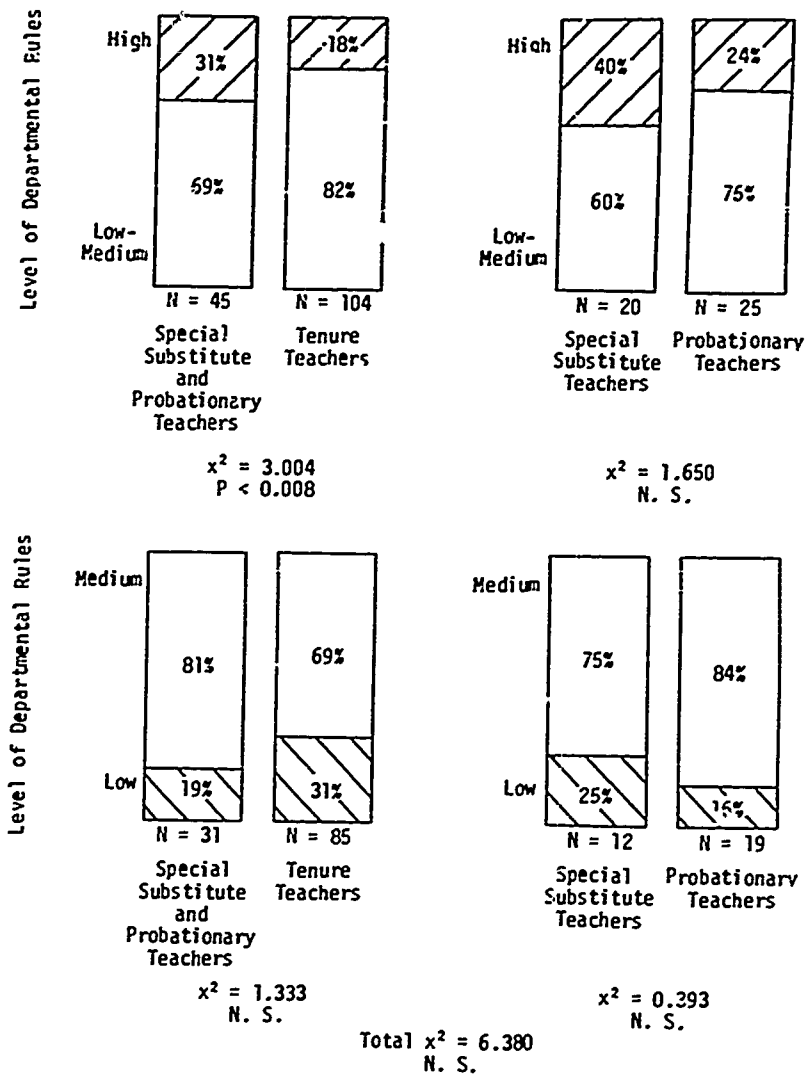 Level of Departmental Rules
High
31%
18%
69%
82%
Low-
Medium
N = 45
N = 104
Special
Substitute
and
Probationary
Teachers
Tenure
Teachers
x² = 3.004
P < 0.008
High
40%
24%
60%
76%
Low-
Medium
N = 20
N = 25
Special
Substitute
Teachers
Probationary
Teachers
x² = 1.650
N. S.
Level of Departmental Rules
Medium
81%
69%
Low
19%
31%
N = 31
N = 85
Special
Substitute
and
Probationary
Teachers
Tenure
Teachers
x² = 1.333
N. S.
Medium
75%
84%
Low
25%
16%
N = 12
N = 19
Special
Substitute
Teachers
Probationary
Teachers
x² = 0.393
N. S.
Total x² = 6.380
N. S.